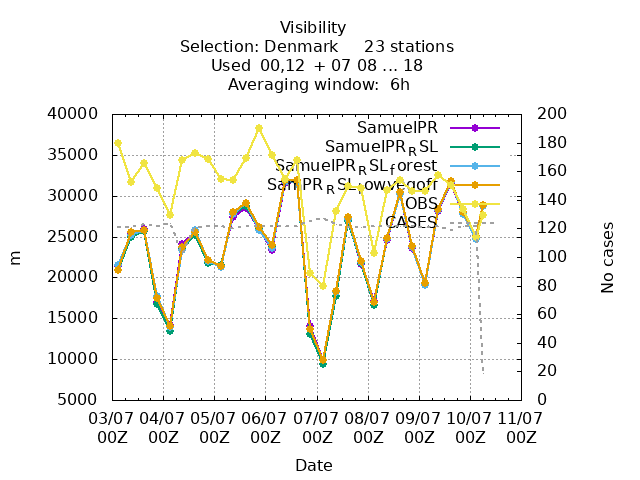 Visibility
Selection: Denmark 23 stations
Used 00,12 + 07 08 ... 18
Averaging window: 6h
40000
35000
30000
25000
20000
15000
10000
5000
m
200
180
160
140
120
100
80
60
40
20
0
No cases
SamuelPR
SamuelPR_RSL
SamuelPR_RSL_forest
OBS
CASES
03/07 00Z
04/07 00Z
05/07 00Z
06/07 00Z
07/07 00Z
08/07 00Z
09/07 00Z
10/07 00Z
11/07 00Z
Date